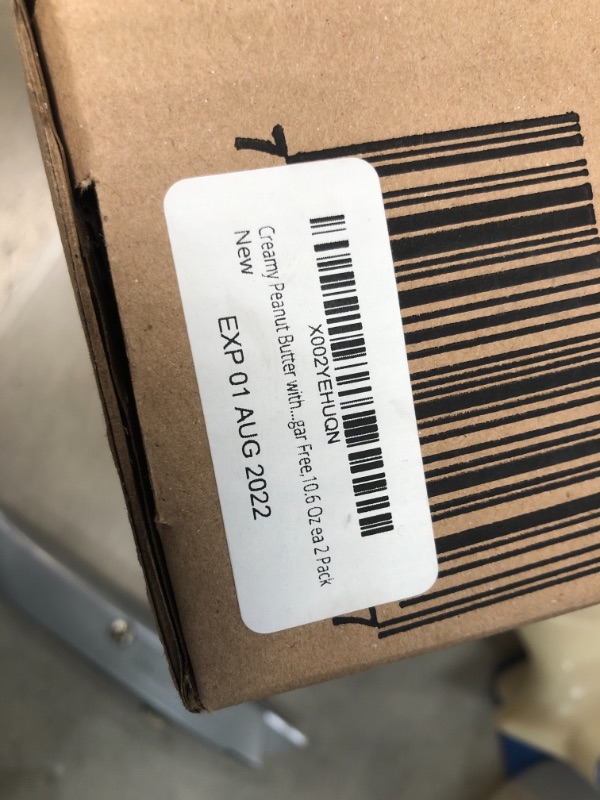 X002YEHUQN
Creamy Peanut Butter with...gar Free,10.6 Oz ea 2 Pack
New
EXP 01 AUG 2022